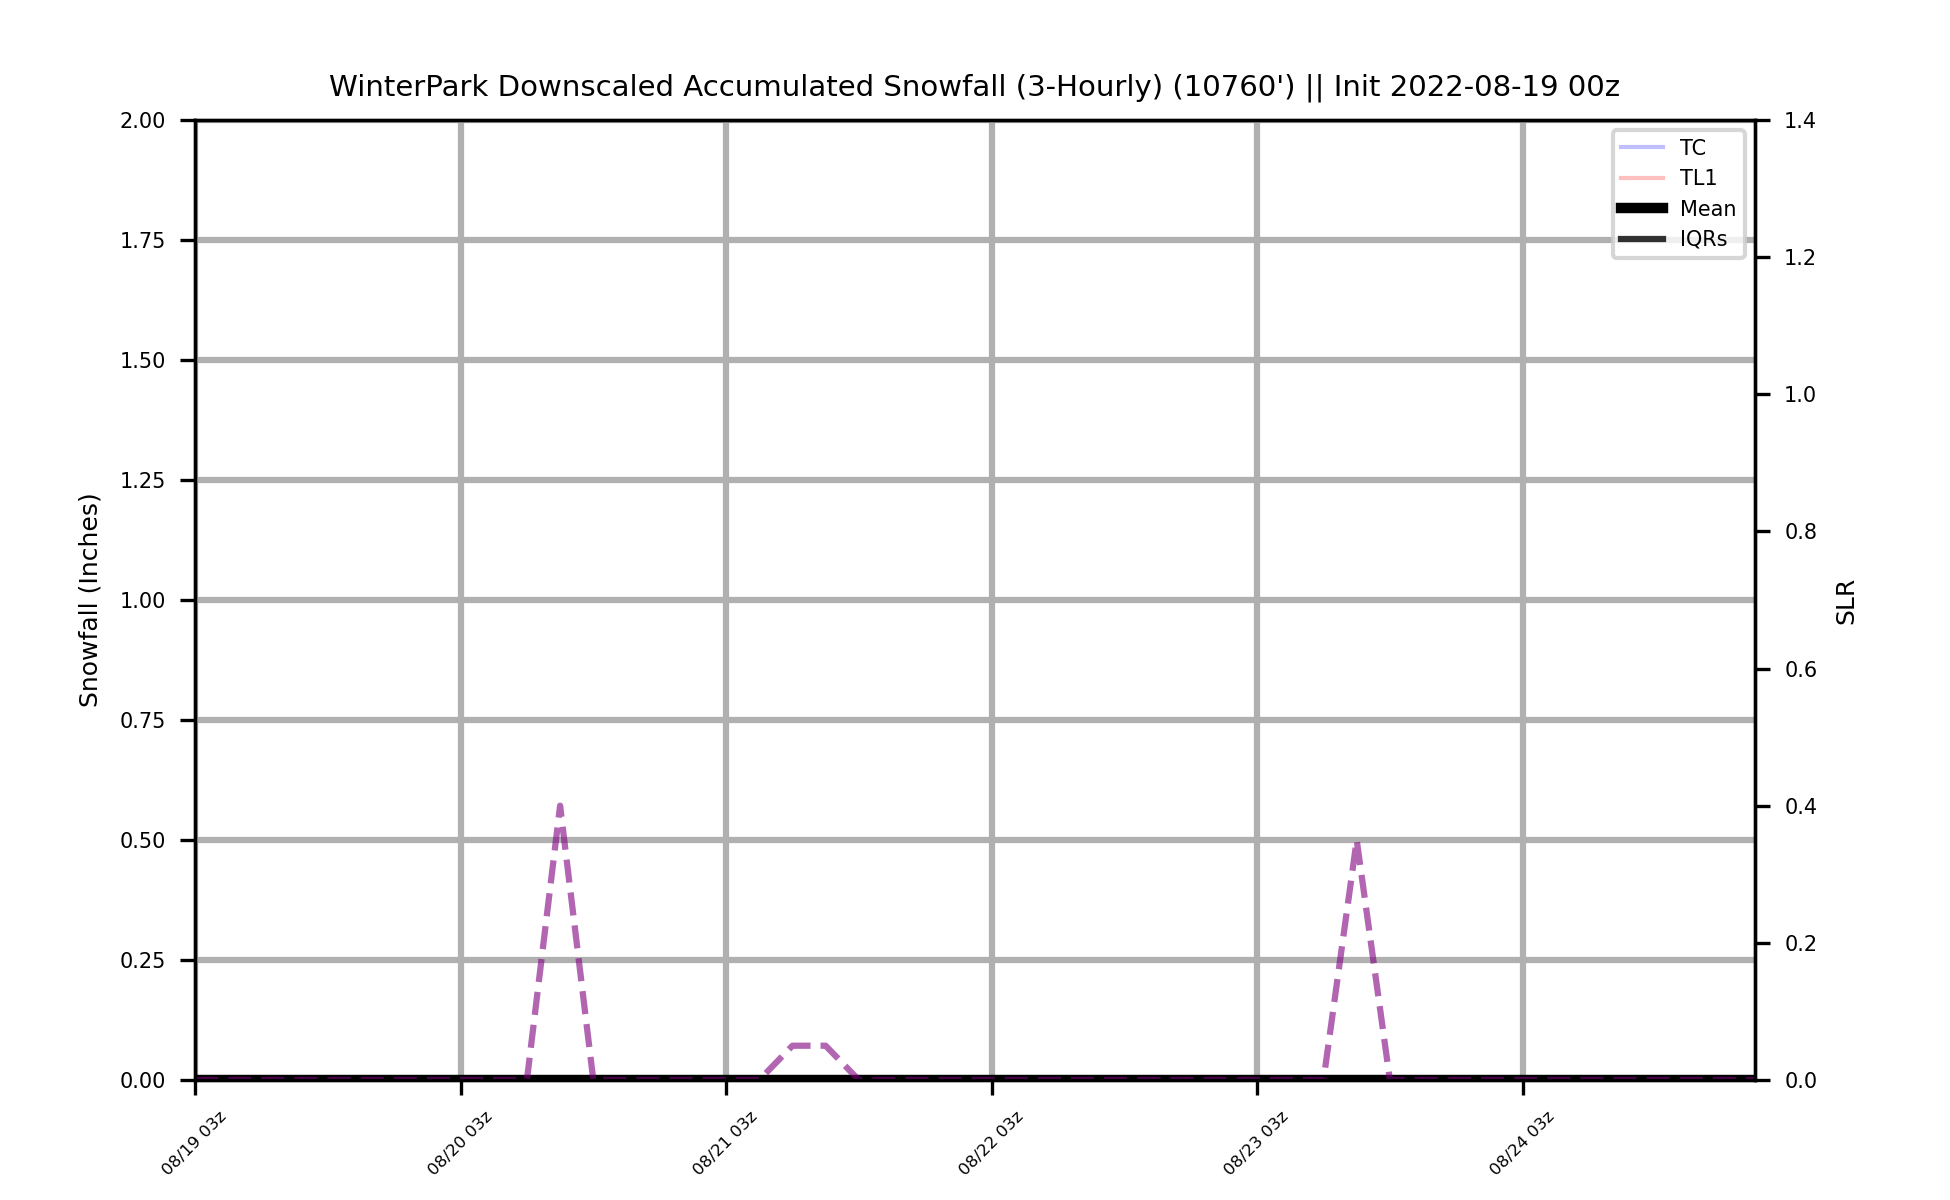 WinterPark Downscaled Accumulated Snowfall (3-Hourly) (10760') || Init 2022-08-19 00z
2.00
1.75
1.50
1.25
1.00
0.75
0.50
0.25
0.00
Snowfall (Inches)
TC
TL1
Mean
IQRs
1.4
1.2
1.0
0.8
0.6
0.4
0.2
0.0
SLR
08/19 03z
08/20 03z
08/21 03z
08/22 03z
08/23 03z
08/24 03z